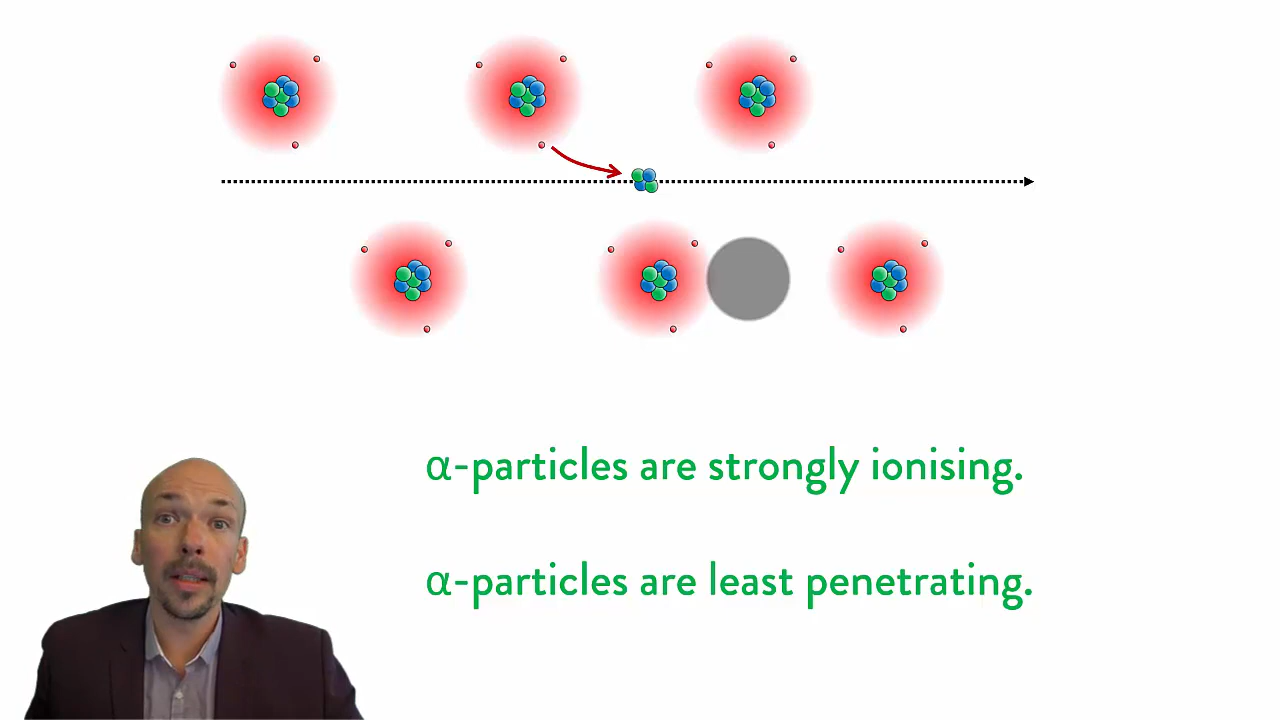 α-particles are strongly ionising.
α-particles are least penetrating.